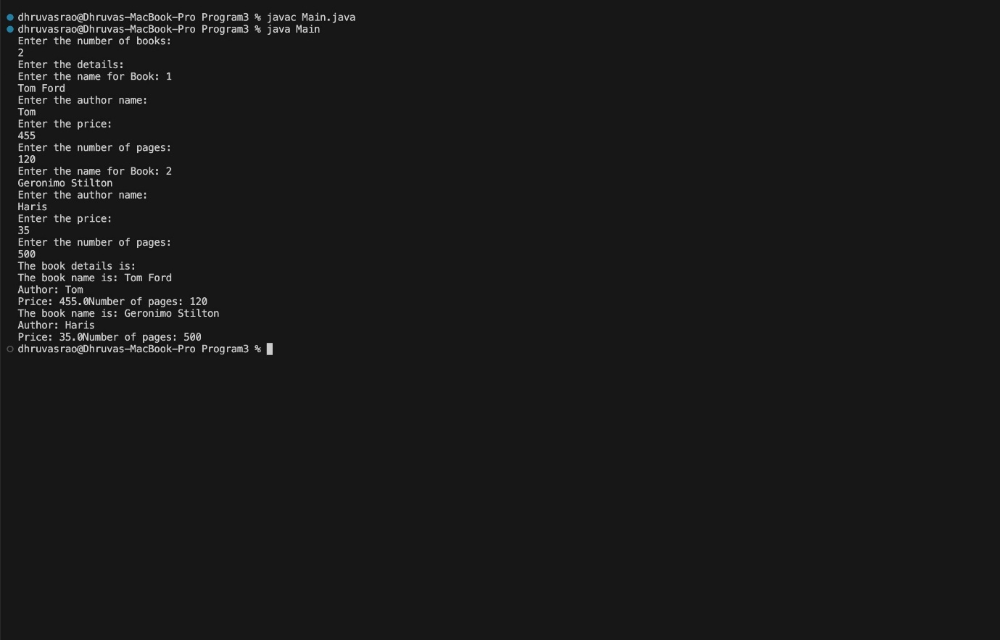 dhruvasrao@Dhruvas-MacBook-Pro Program3 % javac Main.java
dhruvasrao@Dhruvas-MacBook-Pro Program3 % java Main
Enter the number of books:
2
Enter the details:
Enter the name for Book: 1
Tom Ford
Enter the author name:
Tom
Enter the price:
455
Enter the number of pages:
120
Enter the name for Book: 2
Geronimo Stilton
Enter the author name:
Haris
Enter the price:
35
Enter the number of pages:
500
The book details is:
The book name is: Tom Ford
Author: Tom
Price: 455.0Number of pages: 120
The book name is: Geronimo Stilton
Author: Haris
Price: 35.0Number of pages: 500
dhruvasrao@Dhruvas-MacBook-Pro Program3 %